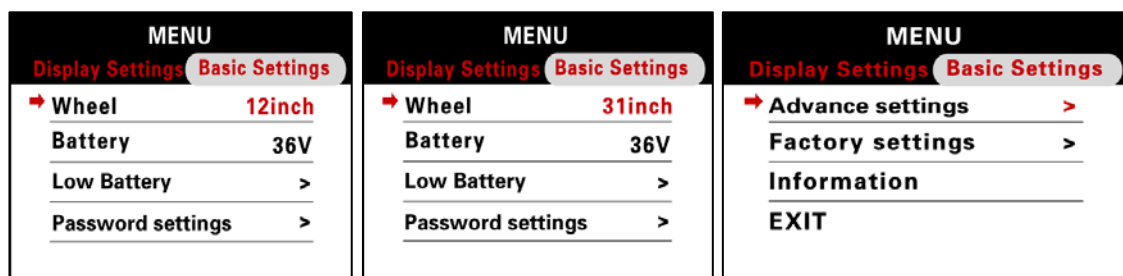 MENU
Display Settings Basic Settings
Wheel 12inch
Battery 36V
Low Battery >
Password settings >
MENU
Display Settings Basic Settings
Wheel 31inch
Battery 36V
Low Battery >
Password settings >
MENU
Display Settings Basic Settings
Advance settings >
Factory settings >
Information
EXIT